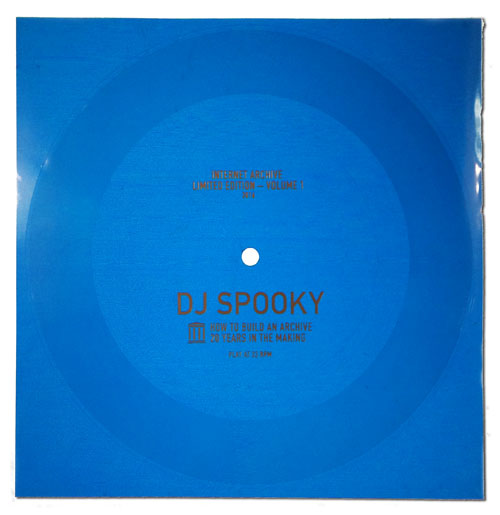 INTERNET ARCHIVE
LIMITED EDITION – VOLUME 1
DJ SPOOKY
HOW TO BUILD AN ARCHIVE
20 YEARS IN THE MAKING
PLAY AT 33 RPM